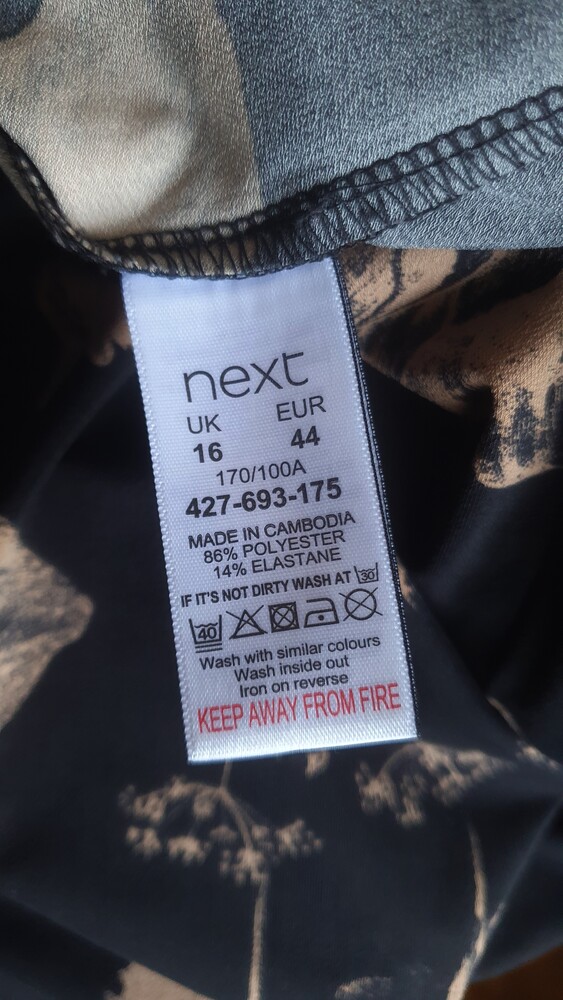 next
UK EUR
16 44
170/100A
427-693-175
MADE IN CAMBODIA
86% POLYESTER
14% ELASTANE
IF IT'S NOT DIRTY WASH AT 30
40
Wash with similar colours
Wash inside out
Iron on reverse
KEEP AWAY FROM FIRE